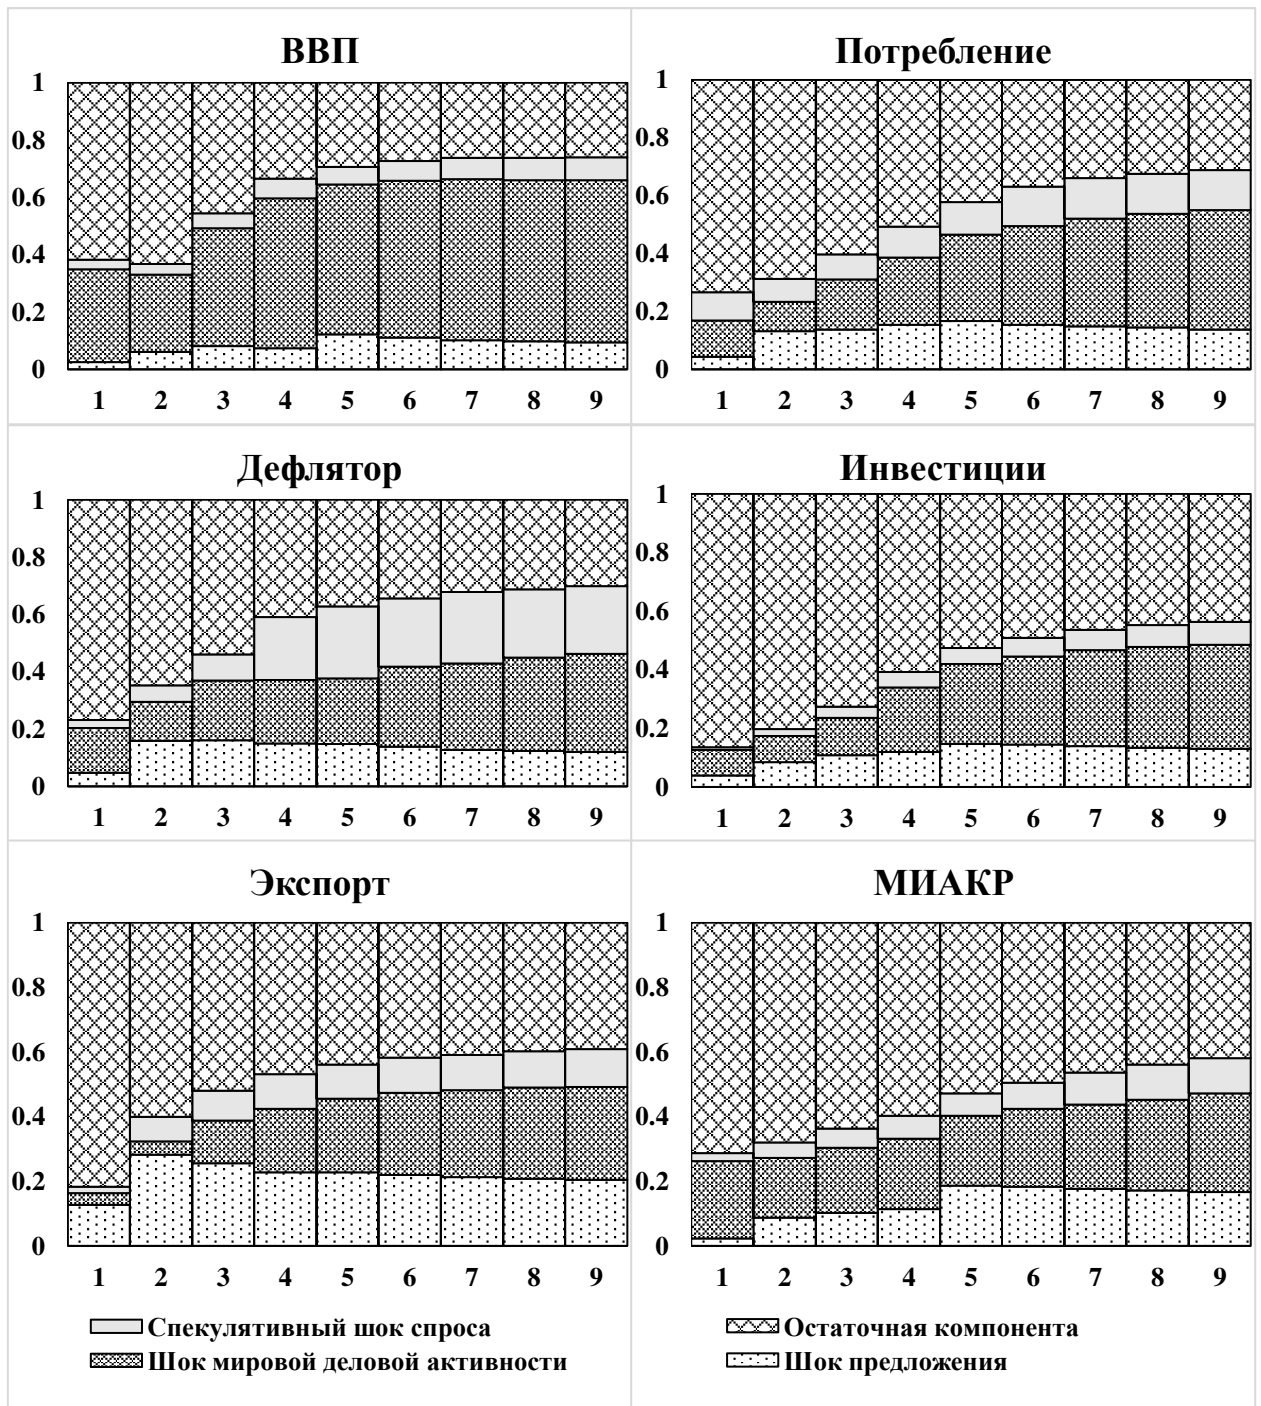 ВВП
1
0.8
0.6
0.4
0.2
0
1 2 3 4 5 6 7 8 9
Потребление
1
0.8
0.6
0.4
0.2
0
1 2 3 4 5 6 7 8 9
Дефлятор
1
0.8
0.6
0.4
0.2
0
1 2 3 4 5 6 7 8 9
Инвестиции
1
0.8
0.6
0.4
0.2
0
1 2 3 4 5 6 7 8 9
Экспорт
1
0.8
0.6
0.4
0.2
0
1 2 3 4 5 6 7 8 9
МИАКР
1
0.8
0.6
0.4
0.2
0
1 2 3 4 5 6 7 8 9
Спекулятивный шок спроса
Шок мировой деловой активности
Остаточная компонента
Шок предложения